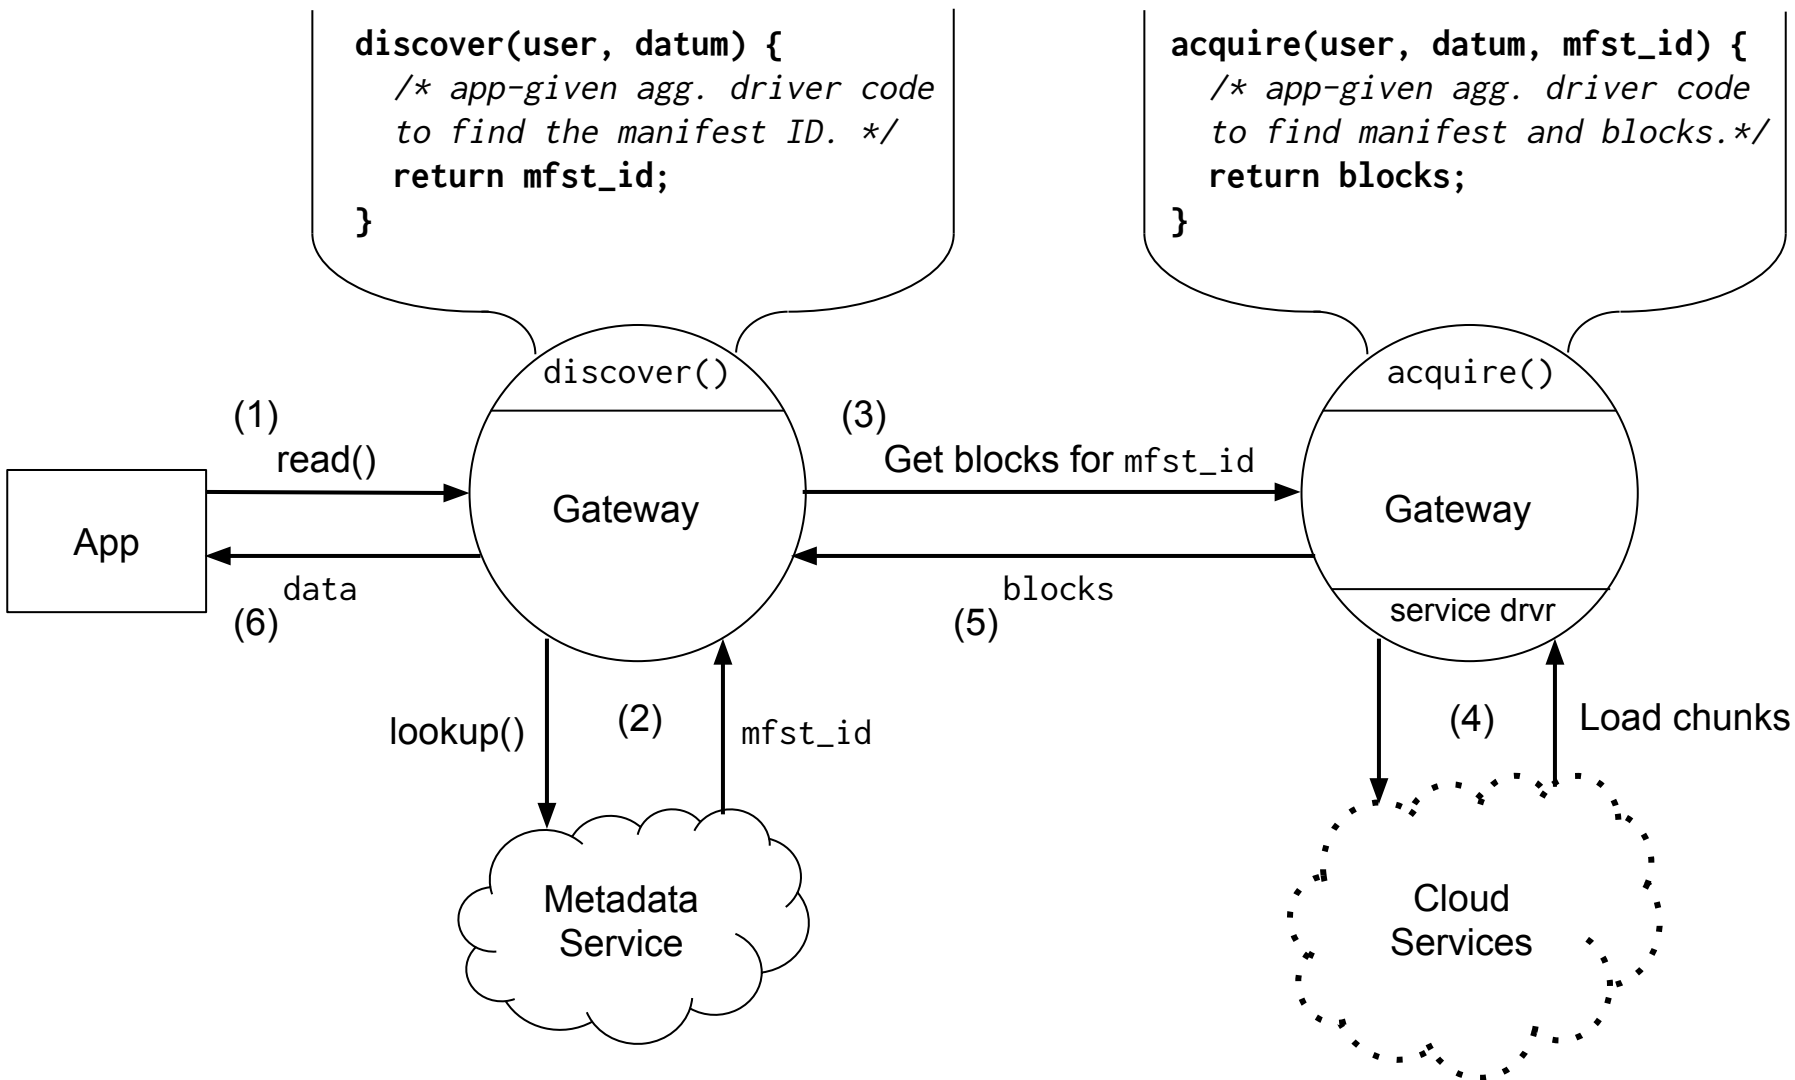 discover(user, datum) {
/* app-given agg. driver code
to find the manifest ID. */
return mfst_id;
}
acquire(user, datum, mfst_id) {
/* app-given agg. driver code
to find manifest and blocks.*/
return blocks;
}
discover()
acquire()
(1)
read()
(3)
Get blocks for mfst_id
App
Gateway
Gateway
data
(6)
blocks
(5)
service drvr
lookup()
(2)
mfst_id
(4)
Load chunks
Metadata
Service
Cloud
Services